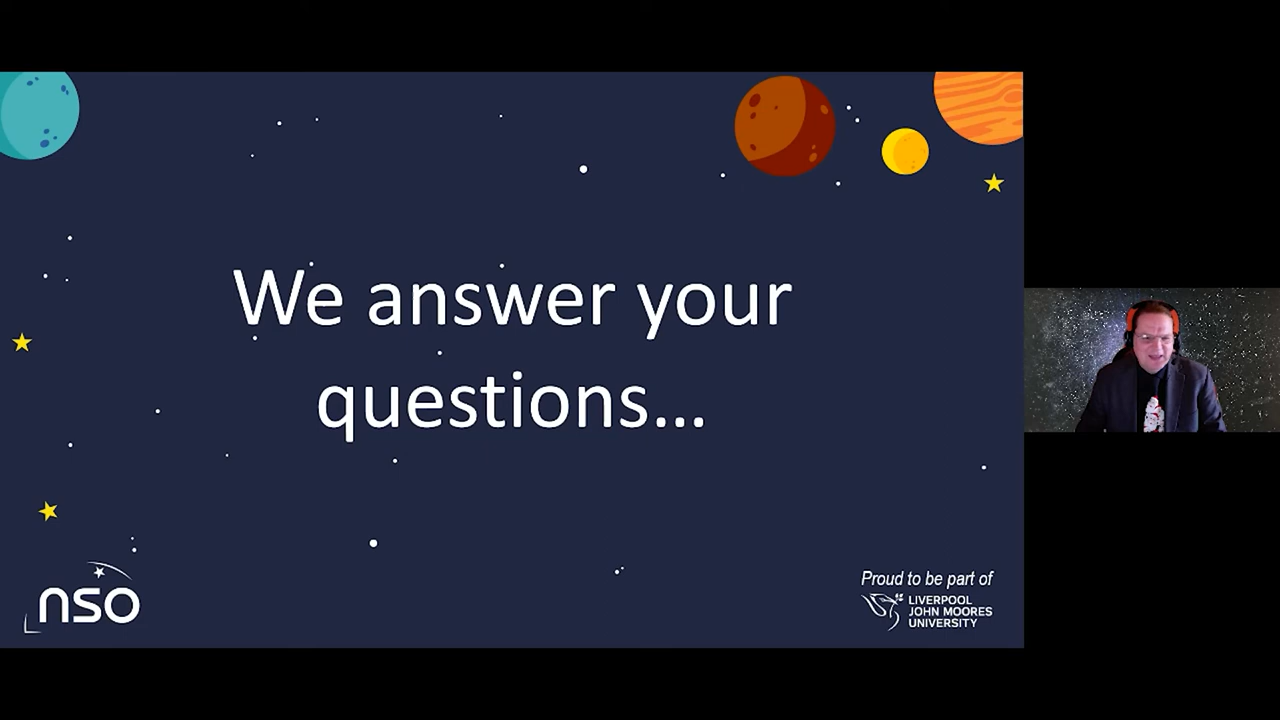 We answer your
questions...
nso
Proud to be part of
LIVERPOOL
JOHN MOORES
UNIVERSITY